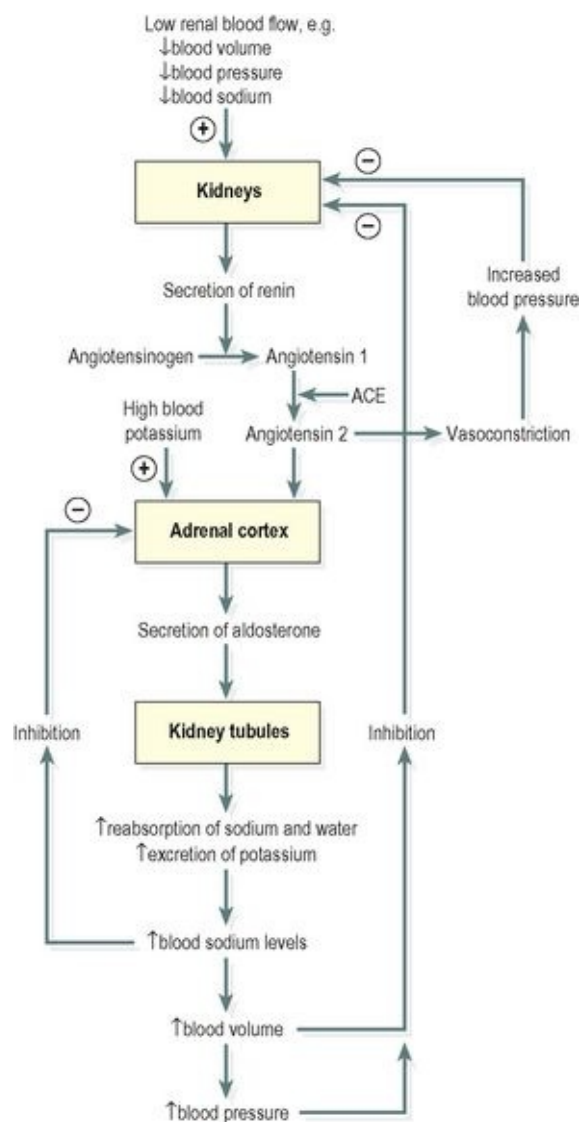 Low renal blood flow, e.g.
↓blood volume
↓blood pressure
↓blood sodium
+
−
Kidneys
−
Increased
blood pressure
Secretion of renin
Angiotensinogen
Angiotensin 1
ACE
High blood
potassium
Angiotensin 2
Vasoconstriction
+
−
Adrenal cortex
Secretion of aldosterone
Kidney tubules
Inhibition
Inhibition
↑reabsorption of sodium and water
↑excretion of potassium
↑blood sodium levels
↑blood volume
↑blood pressure